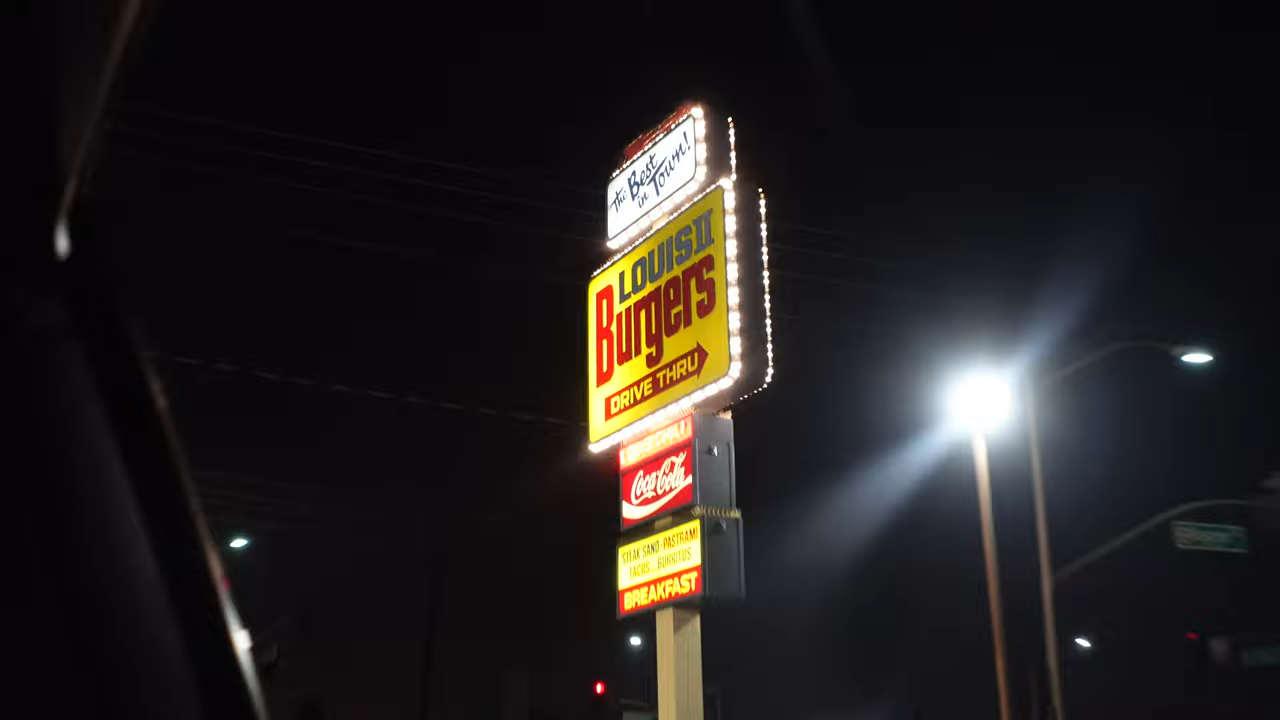 The Best
in Town!
LOUIS II
Burgers
DRIVE THRU
Coca-Cola
STEAK SAND-PASTRAMI
TACOS... BURRITOS
BREAKFAST